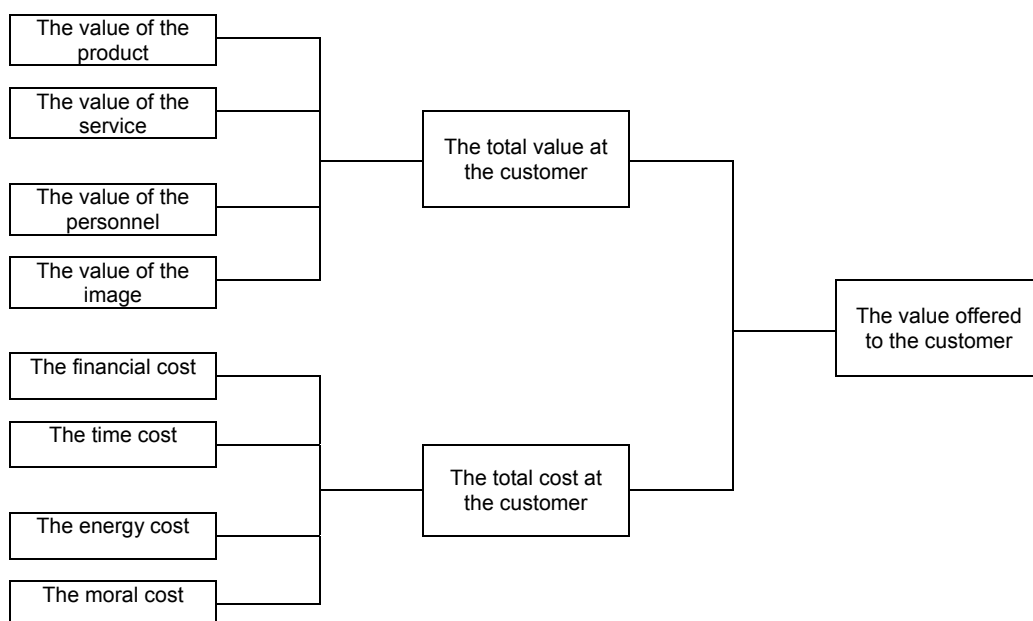 The value of the
product
The value of the
service
The value of the
personnel
The value of the
image
The financial cost
The time cost
The energy cost
The moral cost
The total value at
the customer
The total cost at
the customer
The value offered
to the customer